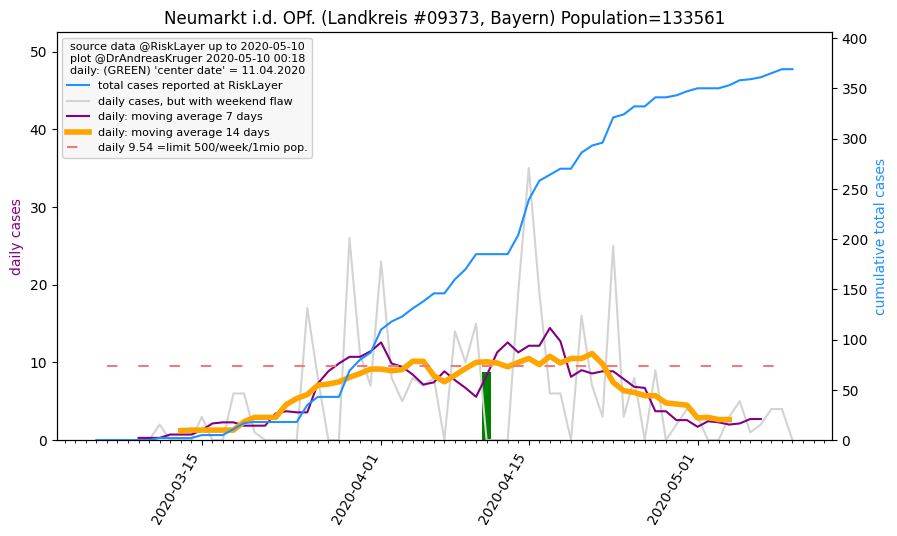 Neumarkt i.d. OPf. (Landkreis #09373, Bayern) Population=133561
source data @RiskLayer up to 2020-05-10
plot @DrAndreasKruger 2020-05-10 00:18
daily: (GREEN) 'center date' = 11.04.2020
total cases reported at RiskLayer
daily cases, but with weekend flaw
daily: moving average 7 days
daily: moving average 14 days
daily 9.54 =limit 500/week/1mio pop.
daily cases
50
40
30
20
10
0
cumulative total cases
400
350
300
250
200
150
100
50
0
2020-03-15
2020-04-01
2020-04-15
2020-05-01